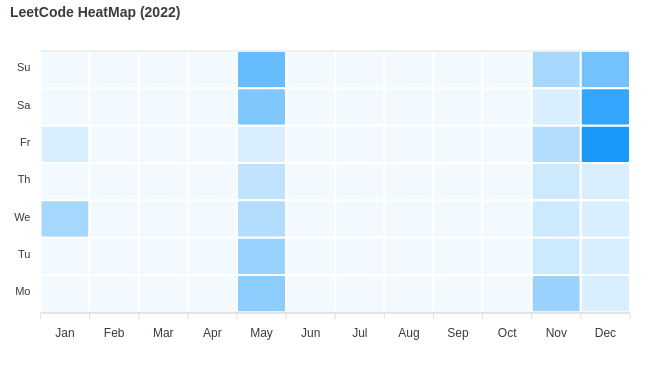 LeetCode HeatMap (2022)
Su
Sa
Fr
Th
We
Tu
Mo
Jan Feb Mar Apr May Jun Jul Aug Sep Oct Nov Dec